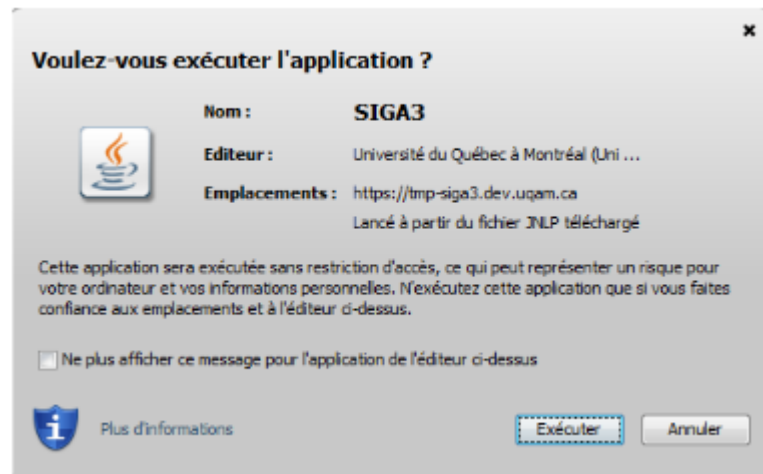 Voulez-vous exécuter l'application ?
Nom : SIGA3
Editeur : Université du Québec à Montréal (Uni ...
Emplacements : https://tmp-siga3.dev.uqam.ca
Lancé à partir du fichier JNLP téléchargé
Cette application sera exécutée sans restriction d'accès, ce qui peut représenter un risque pour
votre ordinateur et vos informations personnelles. N'exécutez cette application que si vous faites
confiance aux emplacements et à l'éditeur ci-dessus.
Ne plus afficher ce message pour l'application de l'éditeur ci-dessus
Plus d'informations Exécuter Annuler